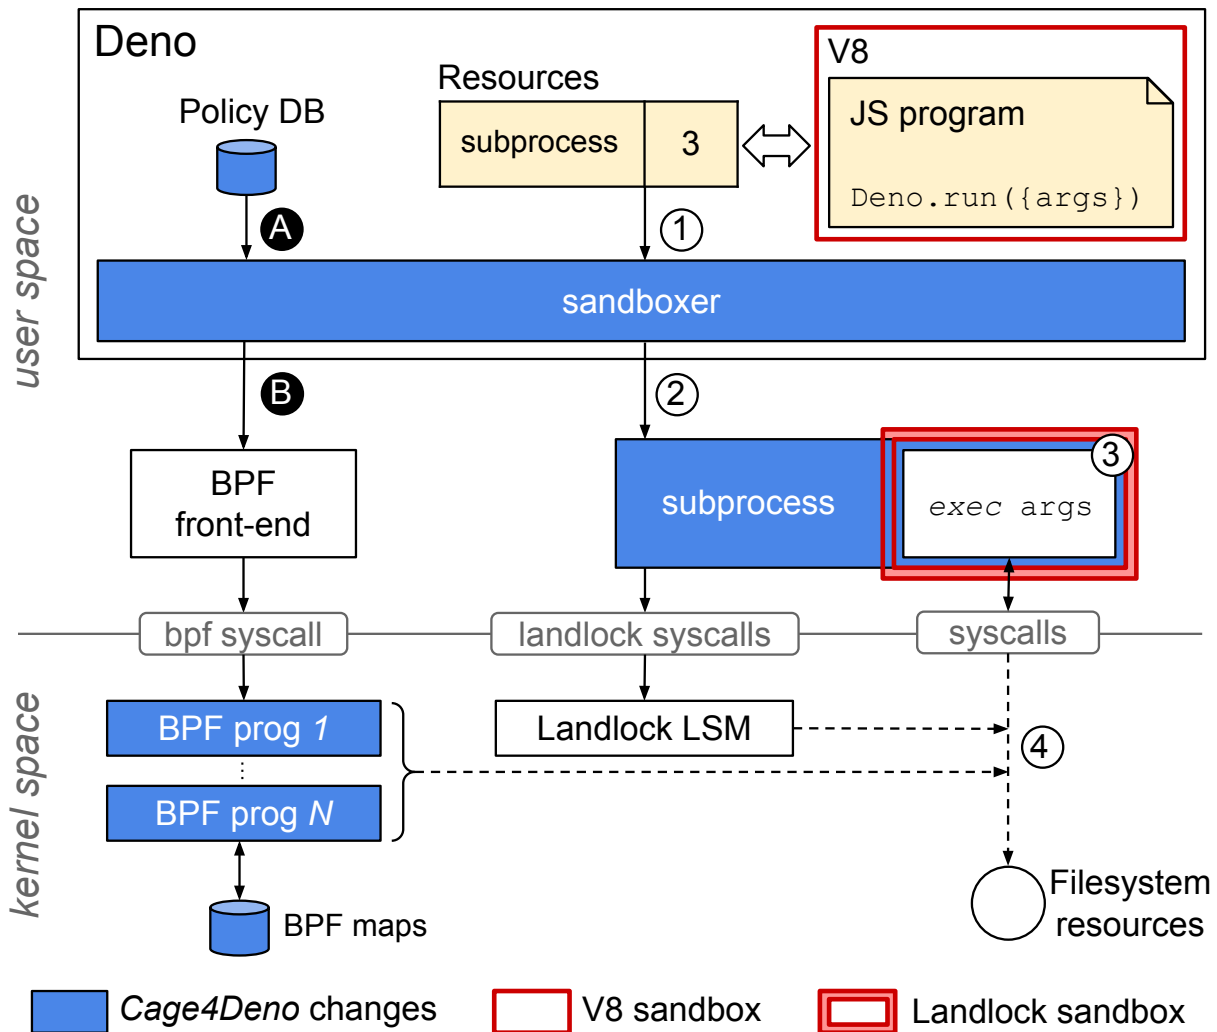 Deno
V8
Resources
JS program
Policy DB
subprocess
3
Deno.run({args})
A
1
user space
sandboxer
B
2
3
BPF
front-end
subprocess
exec args
bpf syscall
landlock syscalls
syscalls
kernel space
BPF prog 1
Landlock LSM
4
...
BPF prog N
Filesystem
resources
BPF maps
Cage4Deno changes
V8 sandbox
Landlock sandbox